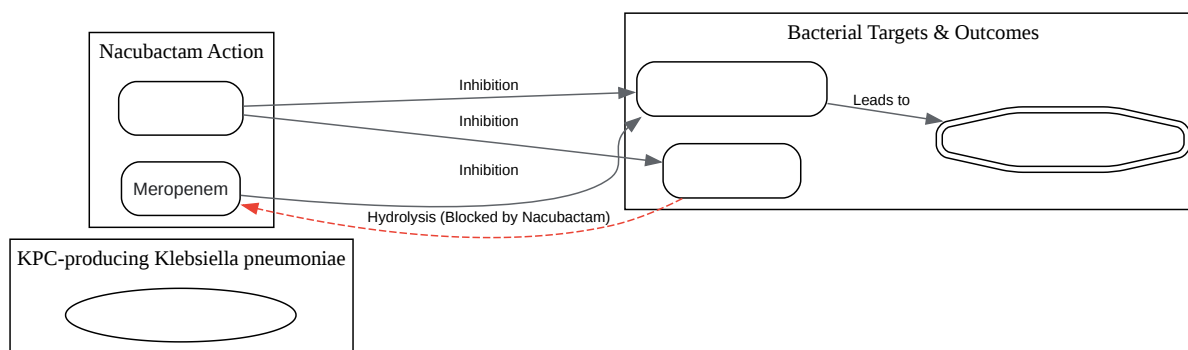 Nacubactam Action
Meropenem
Inhibition
Inhibition
Inhibition
Hydrolysis (Blocked by Nacubactam)
Bacterial Targets & Outcomes
Leads to
KPC-producing Klebsiella pneumoniae